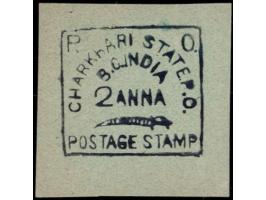 P. O.
CHARKHARI STATE P.O.
B.C. INDIA
2 ANNA
POSTAGE STAMP